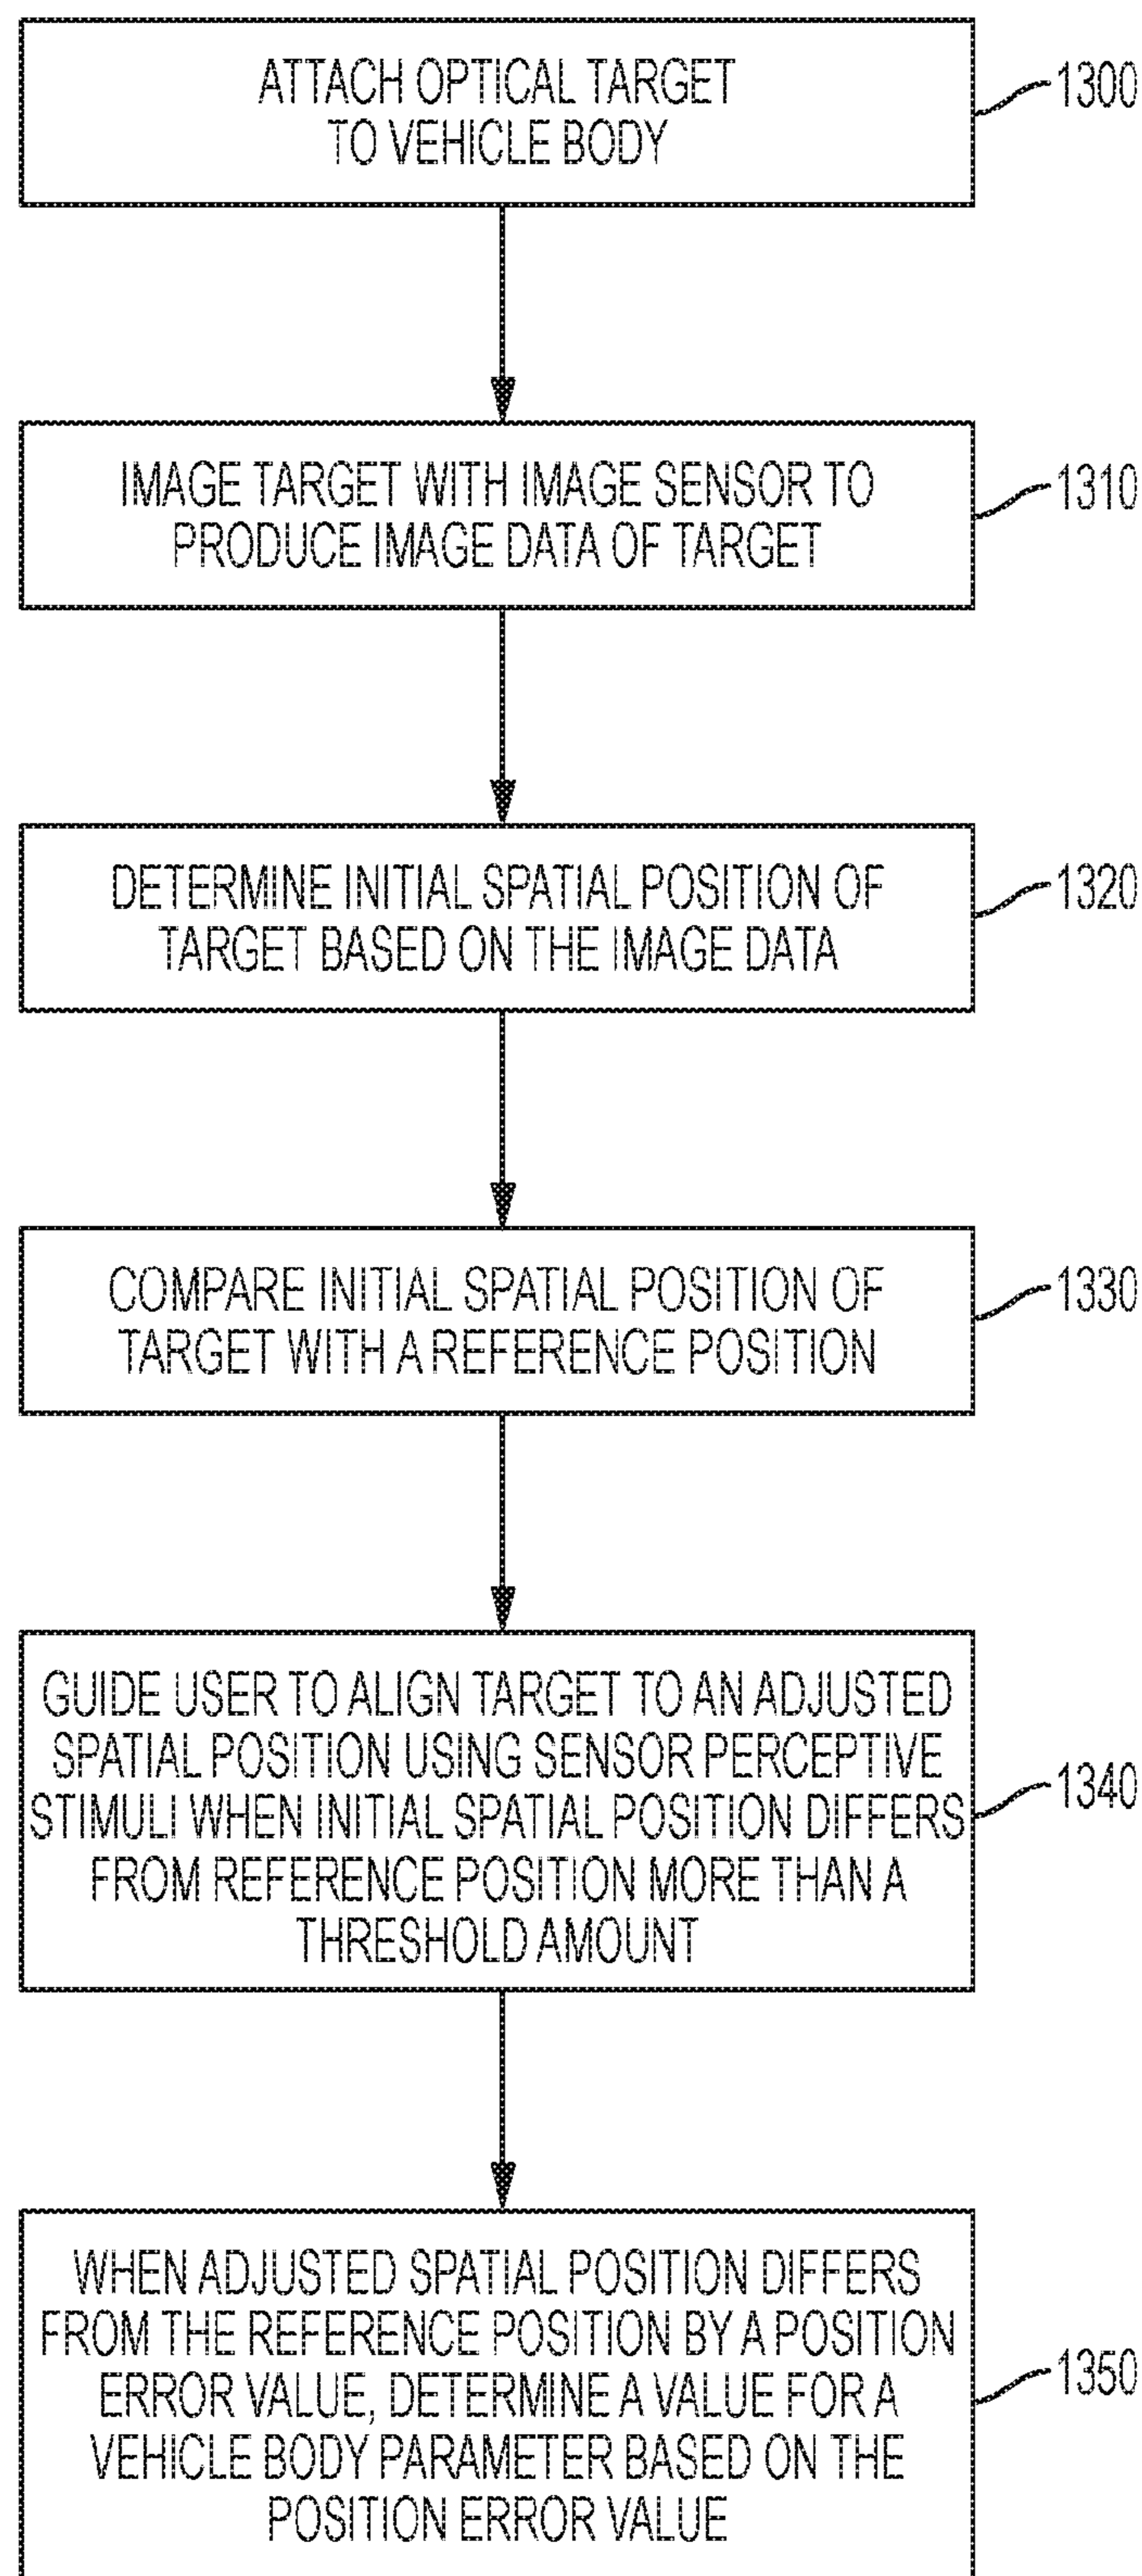 ATTACH OPTICAL TARGET
TO VEHICLE BODY
1300
IMAGE TARGET WITH IMAGE SENSOR TO
PRODUCE IMAGE DATA OF TARGET
1310
DETERMINE INITIAL SPATIAL POSITION OF
TARGET BASED ON THE IMAGE DATA
1320
COMPARE INITIAL SPATIAL POSITION OF
TARGET WITH A REFERENCE POSITION
1330
GUIDE USER TO ALIGN TARGET TO AN ADJUSTED
SPATIAL POSITION USING SENSOR PERCEPTIVE
STIMULI WHEN INITIAL SPATIAL POSITION DIFFERS
FROM REFERENCE POSITION MORE THAN A
THRESHOLD AMOUNT
1340
WHEN ADJUSTED SPATIAL POSITION DIFFERS
FROM THE REFERENCE POSITION BY A POSITION
ERROR VALUE, DETERMINE A VALUE FOR A
VEHICLE BODY PARAMETER BASED ON THE
POSITION ERROR VALUE
1350